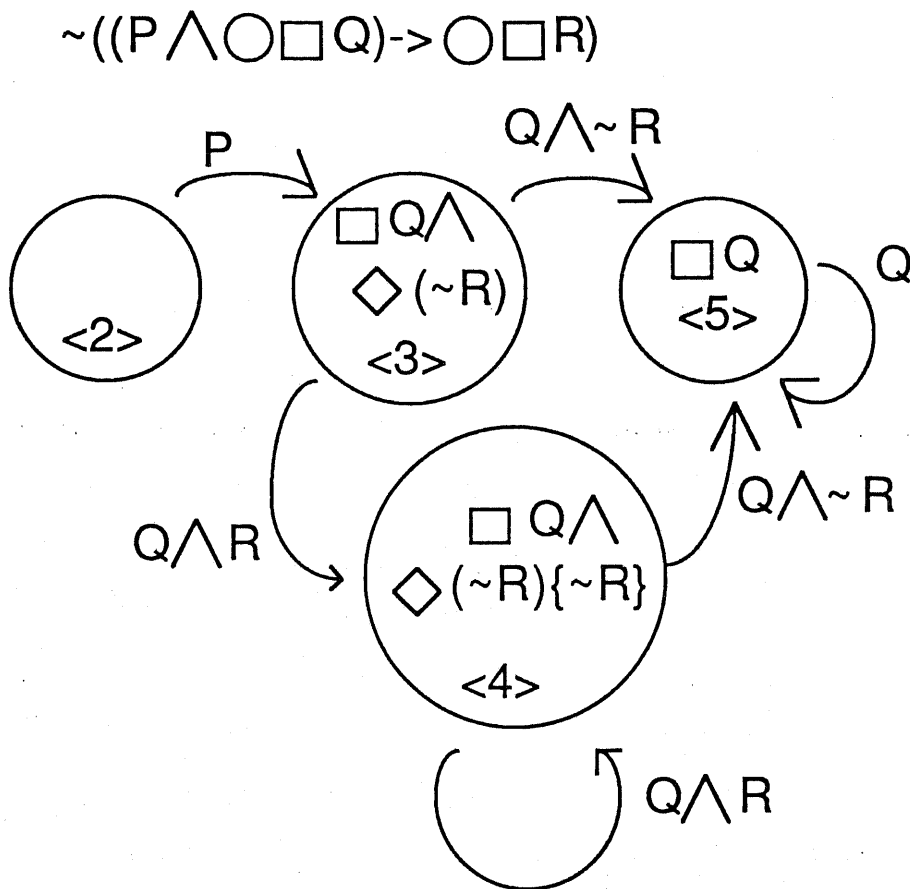 ~((P∧○□Q)->○□R)
P
Q∧~R
□Q∧
◇(~R)
<3>
<2>
□Q
<5>
Q
Q∧R
□Q∧
◇(~R){~R}
<4>
Q∧~R
Q∧R